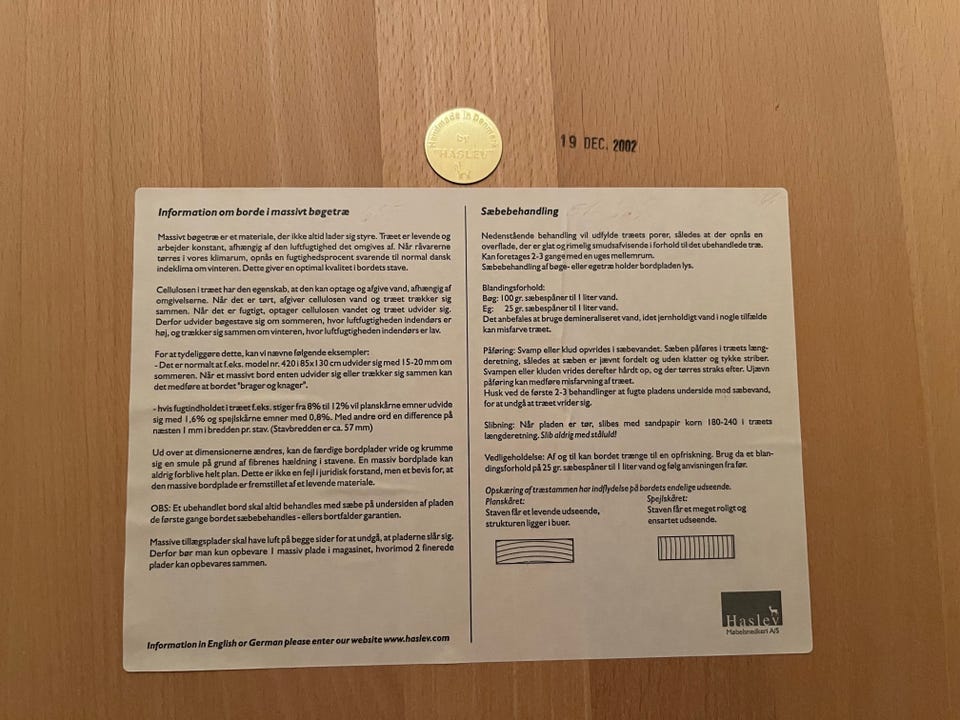 Handmade in Denmark
by
"HASLEV"
19 DEC. 2002
Information om borde i massivt bøgetræ
Massivt bøgetræ er et materiale, der ikke altid lader sig styre. Træet er levende og
arbejder konstant, afhængig af den luftfugtighed det omgives af. Når råvarerne
tørres i vores klimarum, opnås en fugtighedsprocent svarende til normal dansk
indeklima om vinteren. Dette giver en optimal kvalitet i bordets stave.
Cellulosen i træet har den egenskab, at den kan optage og afgive vand, afhængig af
omgivelserne. Når det er tørt, afgiver cellulosen vand og træet trækker sig
sammen. Når det er fugtigt, optager cellulosen vandet og træet udvider sig.
Derfor udvider bøgestave sig om sommeren, hvor luftfugtigheden indendørs er
høj, og trækker sig sammen om vinteren, hvor luftfugtigheden indendørs er lav.
For at tydeliggøre dette, kan vi nævne følgende eksempler:
- Det er normalt at f.eks. model nr. 420 i 85x130 cm udvider sig med 15-20 mm om
sommeren. Når et massivt bord enten udvider sig eller trækker sig sammen kan
det medføre at bordet "brager og knager".
- hvis fugtindholdet i træet f.eks. stiger fra 8% til 12% vil planskårne emner udvide
sig med 1,6% og spejlskårne emner med 0,8%. Med andre ord en difference på
næsten 1 mm i bredden pr. stav. (Stavbredden er ca. 57 mm)
Ud over at dimensionerne ændres, kan de færdige bordplader vride og krumme
sig en smule på grund af fibrenes hældning i stavene. En massiv bordplade kan
aldrig forblive helt plan. Dette er ikke en fejl i juridisk forstand, men et bevis for, at
den massive bordplade er fremstillet af et levende materiale.
OBS: Et ubehandlet bord skal altid behandles med sæbe på undersiden af pladen
de første gange bordet sæbebehandles - ellers bortfalder garantien.
Massive tillægsplader skal have luft på begge sider for at undgå, at pladerne slår sig.
Derfor bør man kun opbevare 1 massiv plade i magasinet, hvorimod 2 finerede
plader kan opbevares sammen.
Information in English or German please enter our website www.haslev.com
Sæbebehandling
Nedenstående behandling vil udfylde træets porer, således at der opnås en
overflade, der er glat og rimelig smudsafvisende i forhold til det ubehandlede træ.
Kan foretages 2-3 gange med en uges mellemrum.
Sæbebehandling af bøge- eller egetræ holder bordpladen lys.
Blandingsforhold:
Bøg: 100 gr. sæbespåner til 1 liter vand.
Eg: 25 gr. sæbespåner til 1 liter vand.
Det anbefales at bruge demineraliseret vand, idet jernholdigt vand i nogle tilfælde
kan misfarve træet.
Påføring: Svamp eller klud opvrides i sæbevandet. Sæben påføres i træets læng-
deretning, således at sæben er jævnt fordelt og uden klatter og tykke striber.
Svampen eller kluden vrides derefter hårdt op, og der tørres straks efter. Ujævn
påføring kan medføre misfarvning af træet.
Husk ved de første 2-3 behandlinger at fugte pladens underside med sæbevand,
for at undgå at træet vrider sig.
Slibning: Når pladen er tør, slibes med sandpapir korn 180-240 i træets
længderetning. Slib aldrig med ståluld!
Vedligeholdelse: Af og til kan bordet trænge til en opfriskning. Brug da et blan-
dingsforhold på 25 gr. sæbespåner til 1 liter vand og følg anvisningen fra før.
Opskæring af træstammen har indflydelse på bordets endelige udseende.
Planskåret:
Staven får et levende udseende,
strukturen ligger i buer.
Spejlskåret:
Staven får et meget roligt og
ensartet udseende.
Haslev
Møbelsnedkeri A/S